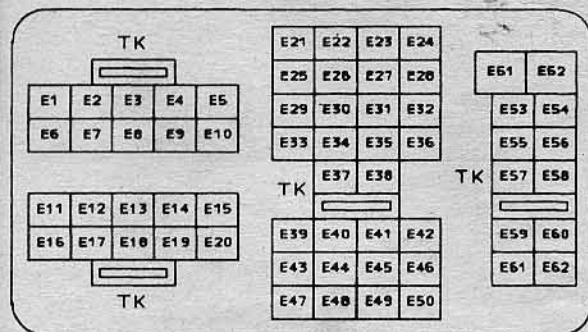 TK
E1 E2 E3 E4 E5
E6 E7 E8 E9 E10
E11 E12 E13 E14 E15
E16 E17 E18 E19 E20
TK
E21 E22 E23 E24
E25 E26 E27 E28
E29 E30 E31 E32
E33 E34 E35 E36
E37 E38
TK
E39 E40 E41 E42
E43 E44 E45 E46
E47 E48 E49 E50
E61 E62
E53 E54
E55 E56
TK E57 E58
E59 E60
E61 E62